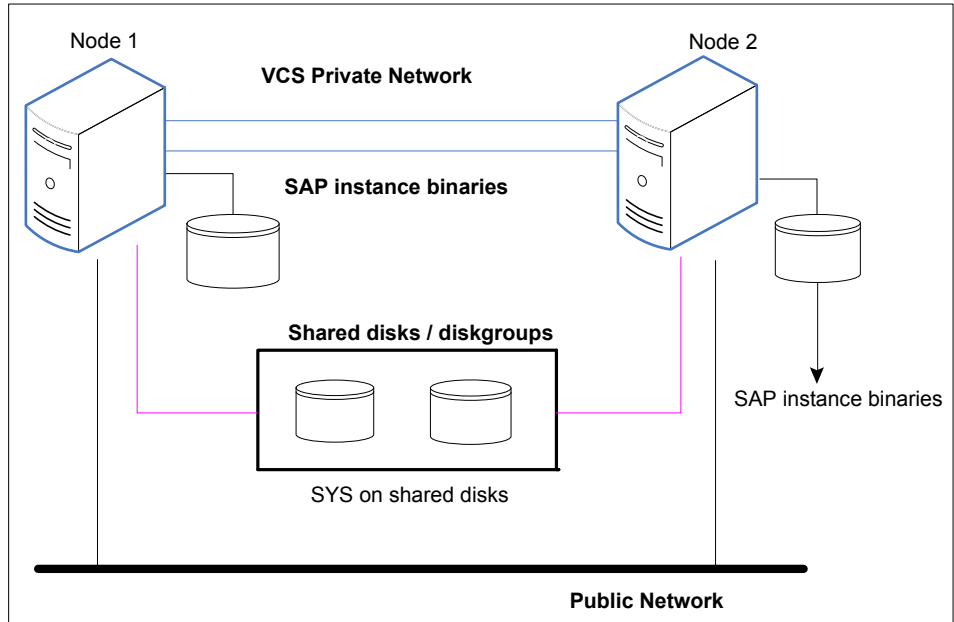 Node 1
Node 2
VCS Private Network
SAP instance binaries
Shared disks / diskgroups
SAP instance binaries
SYS on shared disks
Public Network